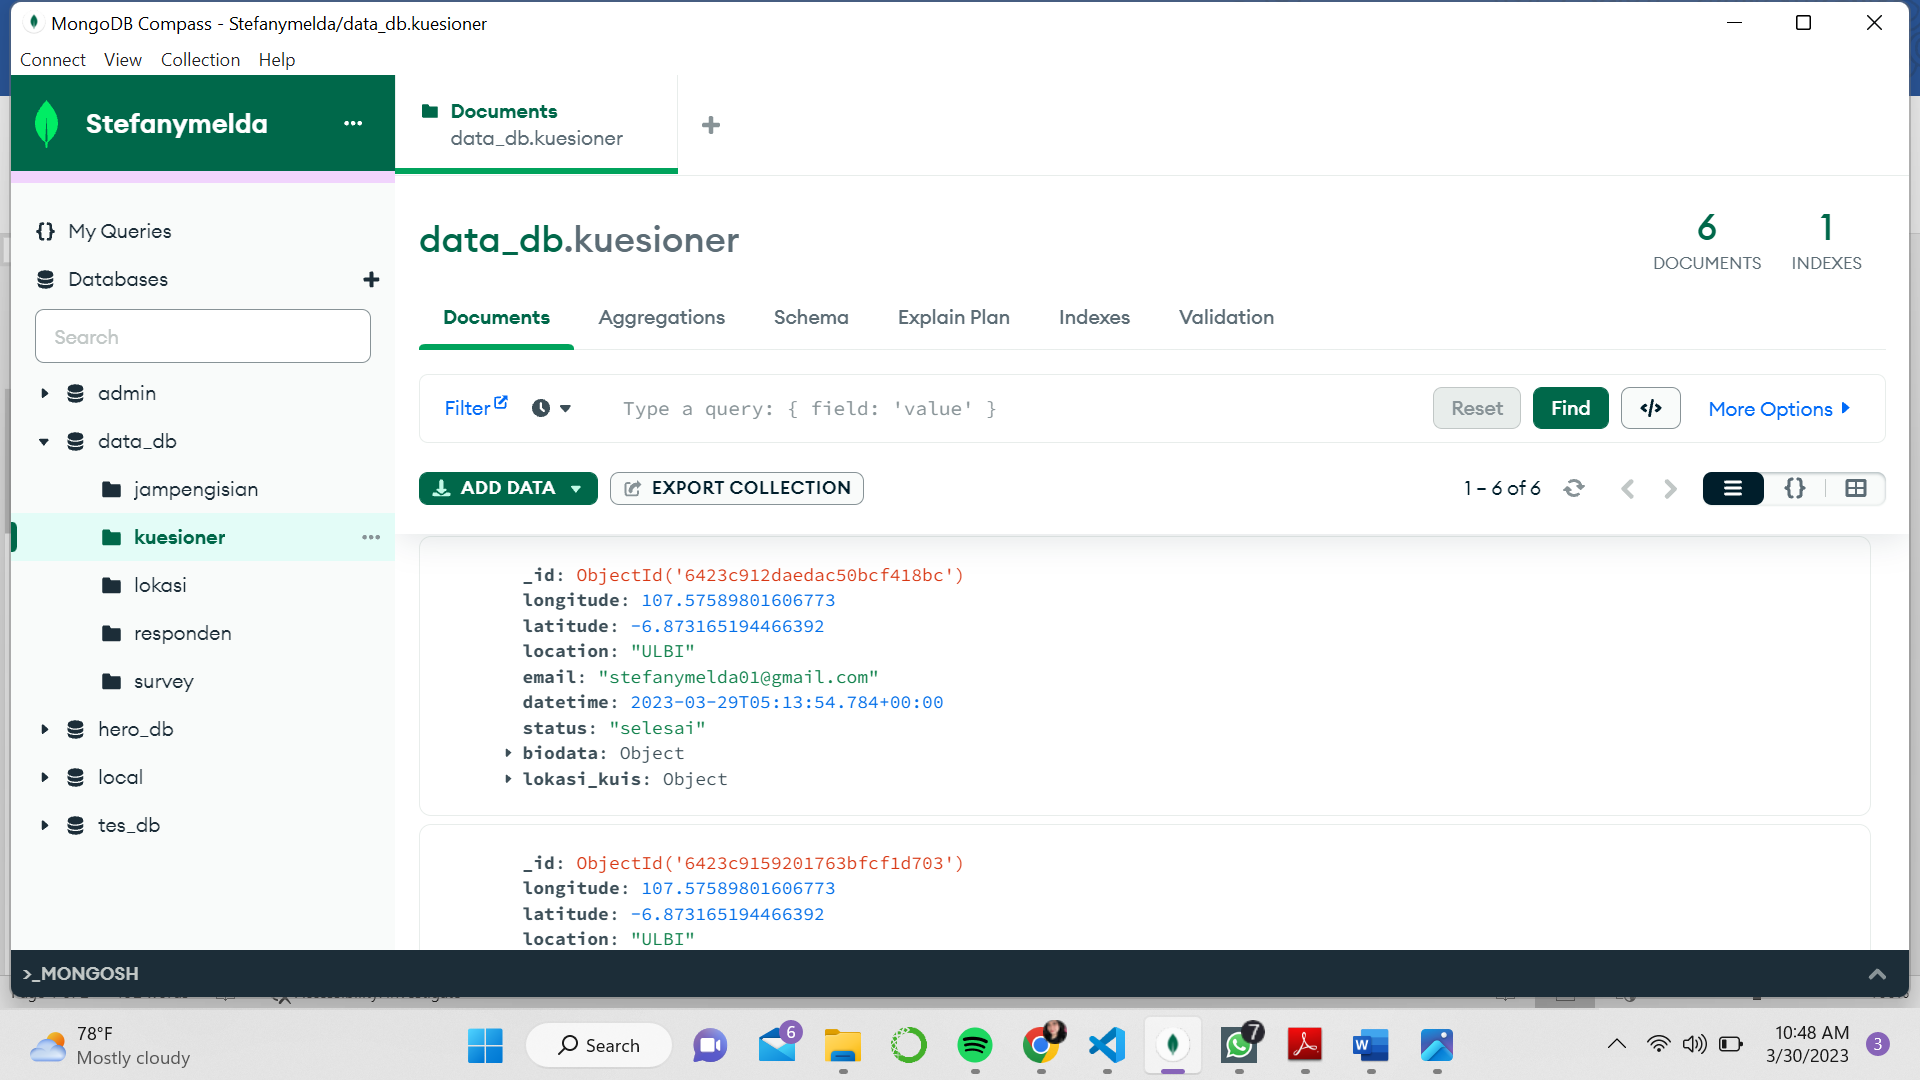 MongoDB Compass - Stefanymelda/data_db.kuesioner
Connect View Collection Help
Stefanymelda
...
Documents
data_db.kuesioner
+
My Queries
Databases
Search
admin
data_db
jampengisian
kuesioner
lokasi
responden
survey
hero_db
local
tes_db
data_db.kuesioner
6
DOCUMENTS
1
INDEXES
Documents Aggregations Schema Explain Plan Indexes Validation
Filter Type a query: { field: 'value' } Reset Find </> More Options
ADD DATA EXPORT COLLECTION 1 – 6 of 6 {}
_id: ObjectId('6423c912daedac50bcf418bc')
longitude: 107.57589801606773
latitude: -6.873165194466392
location: "ULBI"
email: "stefanymelda01@gmail.com"
datetime: 2023-03-29T05:13:54.784+00:00
status: "selesai"
biodata: Object
lokasi_kuis: Object
_id: ObjectId('6423c9159201763bfcf1d703')
longitude: 107.57589801606773
latitude: -6.873165194466392
location: "ULBI"
>_MONGOSH
78°F
Mostly cloudy
Search
6
7
10:48 AM
3/30/2023
3